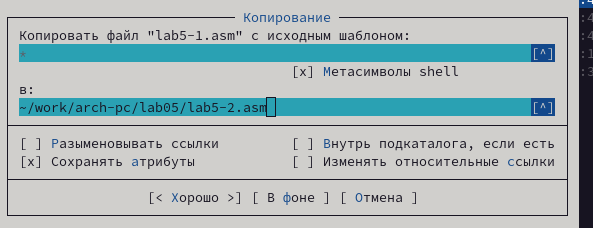 Копирование
Копировать файл "lab5-1.asm" с исходным шаблоном:
* [^]
[x] Метасимволы shell
в:
~/work/arch-pc/lab05/lab5-2.asm [^]
[ ] Разыменовывать ссылки [ ] Внутрь подкаталога, если есть
[x] Сохранять атрибуты [ ] Изменять относительные ссылки
[< Хорошо >] [ В фоне ] [ Отмена ]